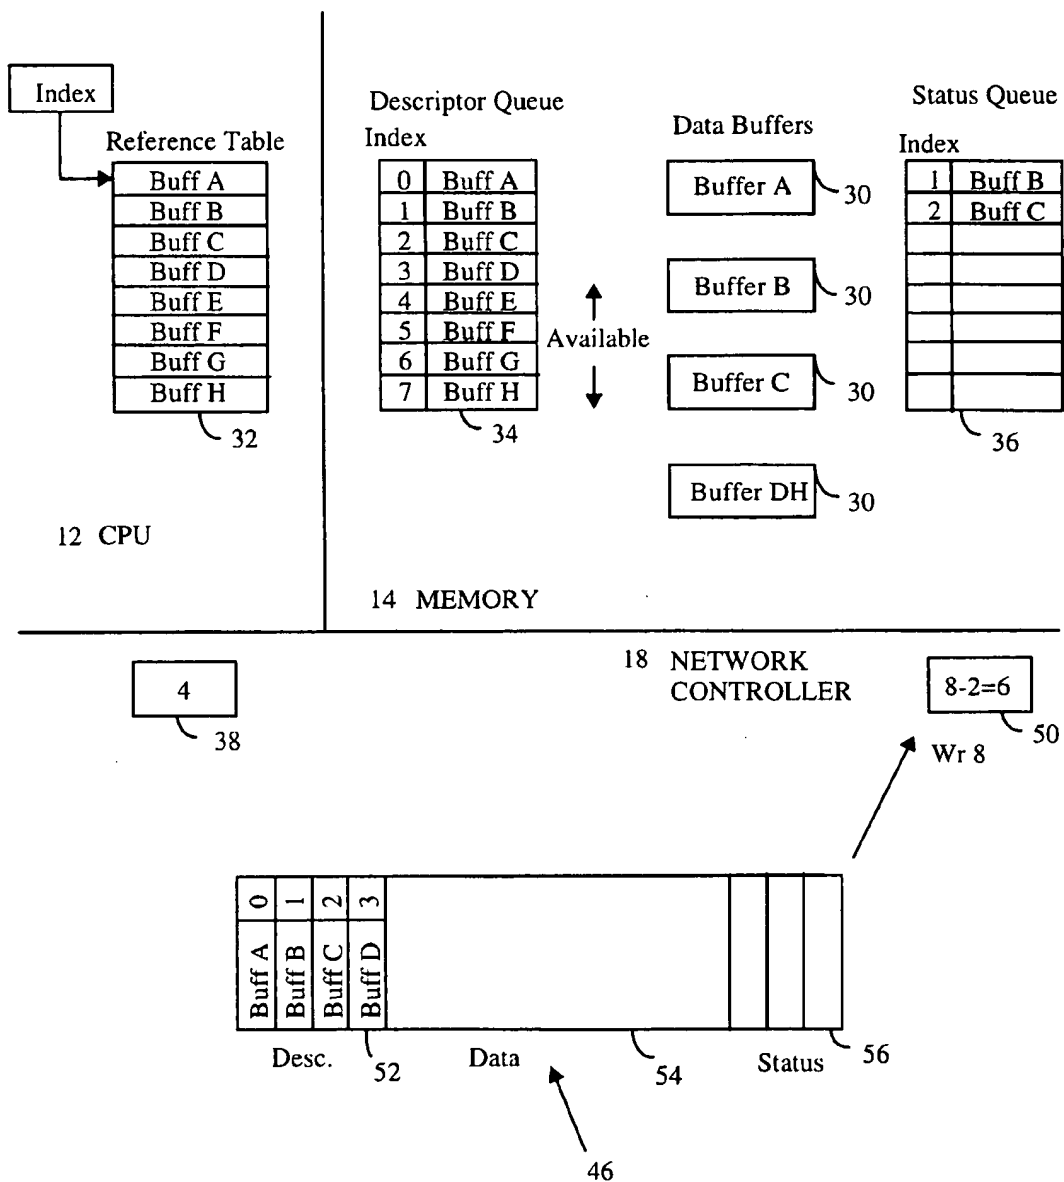 Index
Reference Table
Buff A
Buff B
Buff C
Buff D
Buff E
Buff F
Buff G
Buff H
32
12 CPU
Descriptor Queue
Index
0 Buff A
1 Buff B
2 Buff C
3 Buff D
4 Buff E
5 Buff F
6 Buff G
7 Buff H
34
Available
Data Buffers
Buffer A
30
Buffer B
30
Buffer C
30
Buffer DH
30
Status Queue
Index
1 Buff B
2 Buff C
36
14 MEMORY
4
38
18 NETWORK
CONTROLLER
8-2=6
50
Wr 8
0 Buff A
1 Buff B
2 Buff C
3 Buff D
Desc.
52
Data
54
Status
56
46